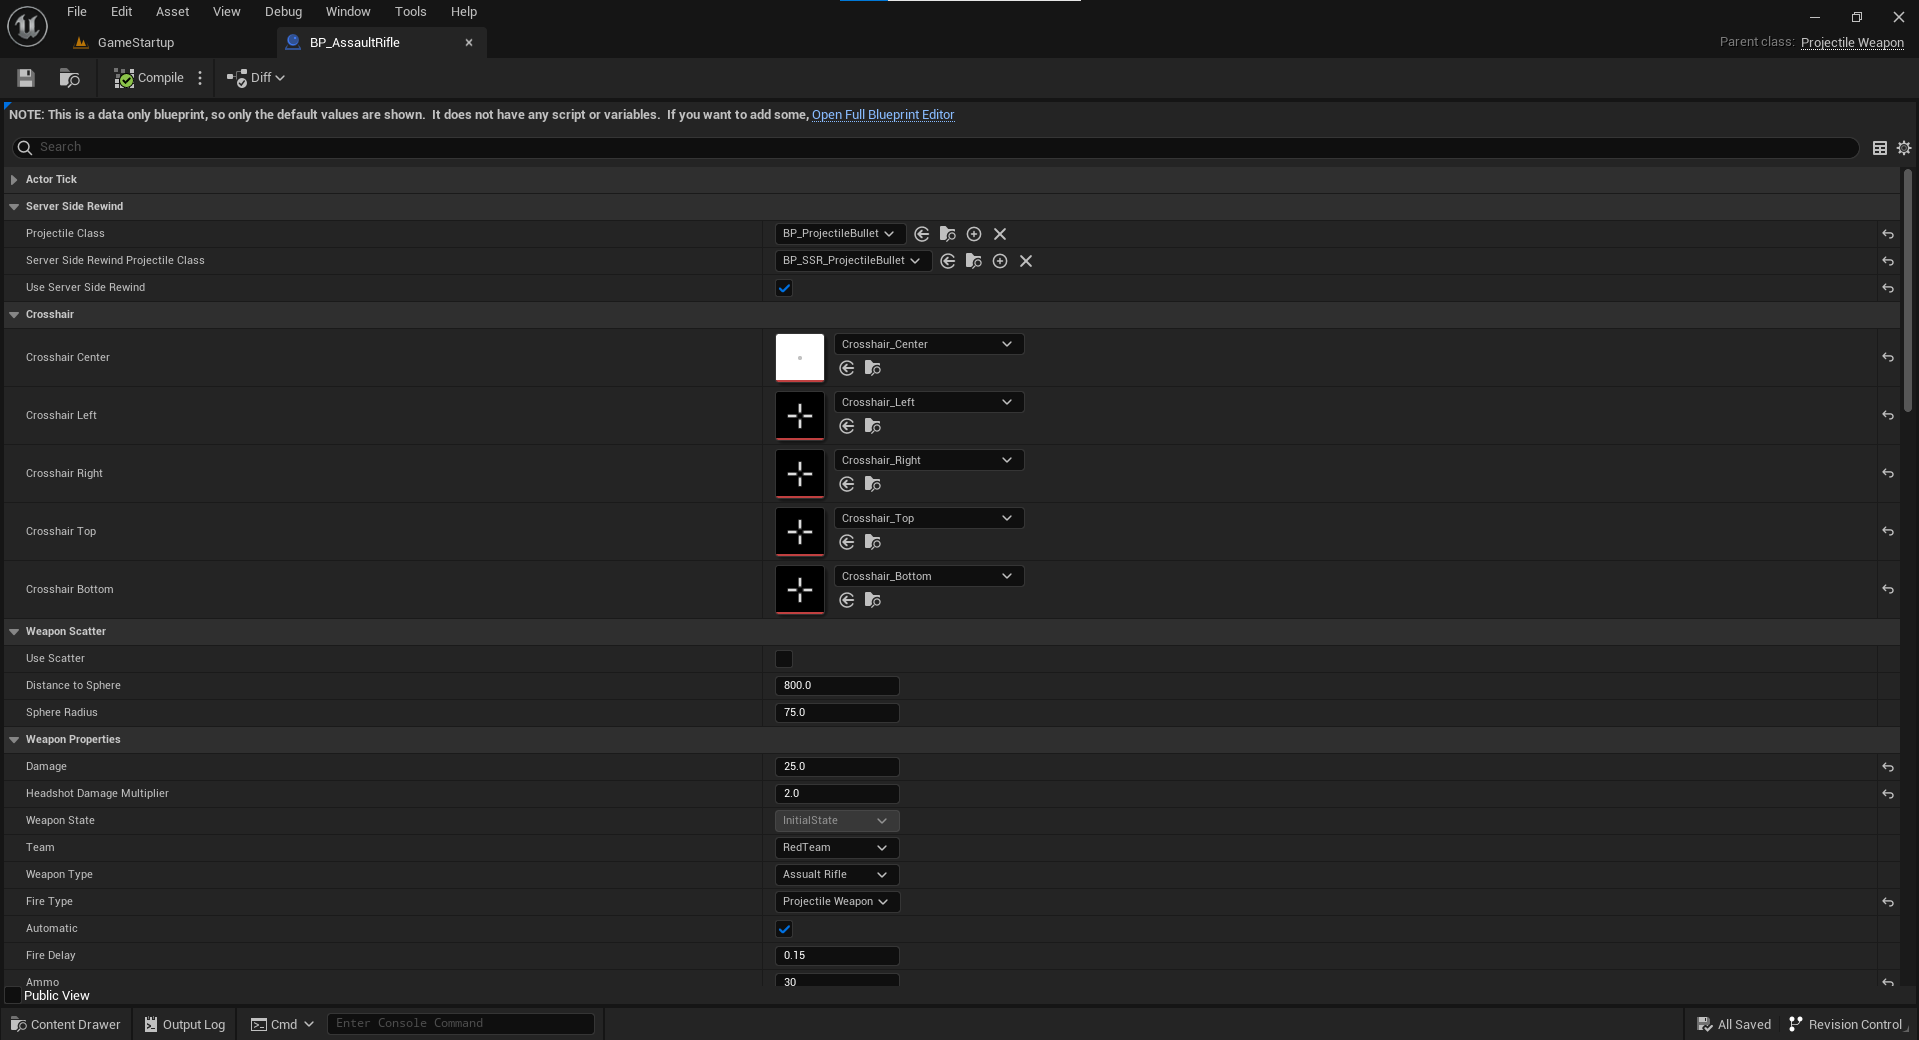 File Edit Asset View Debug Window Tools Help
GameStartup BP_AssaultRifle Parent class: Projectile Weapon
Compile Diff
NOTE: This is a data only blueprint, so only the default values are shown. It does not have any script or variables. If you want to add some, Open Full Blueprint Editor
Search
Actor Tick
Server Side Rewind
Projectile Class BP_ProjectileBullet
Server Side Rewind Projectile Class BP_SSR_ProjectileBullet
Use Server Side Rewind
Crosshair
Crosshair Center Crosshair_Center
Crosshair Left Crosshair_Left
Crosshair Right Crosshair_Right
Crosshair Top Crosshair_Top
Crosshair Bottom Crosshair_Bottom
Weapon Scatter
Use Scatter
Distance to Sphere 800.0
Sphere Radius 75.0
Weapon Properties
Damage 25.0
Headshot Damage Multiplier 2.0
Weapon State InitialState
Team RedTeam
Weapon Type Assualt Rifle
Fire Type Projectile Weapon
Automatic
Fire Delay 0.15
Ammo 30
Public View
Content Drawer Output Log Cmd Enter Console Command All Saved Revision Control